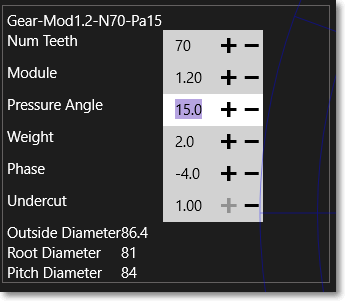 Gear-Mod1.2-N70-Pa15
Num Teeth 70 + −
Module 1.20 + −
Pressure Angle 15.0 + −
Weight 2.0 + −
Phase -4.0 + −
Undercut 1.00 + −
Outside Diameter86.4
Root Diameter 81
Pitch Diameter 84